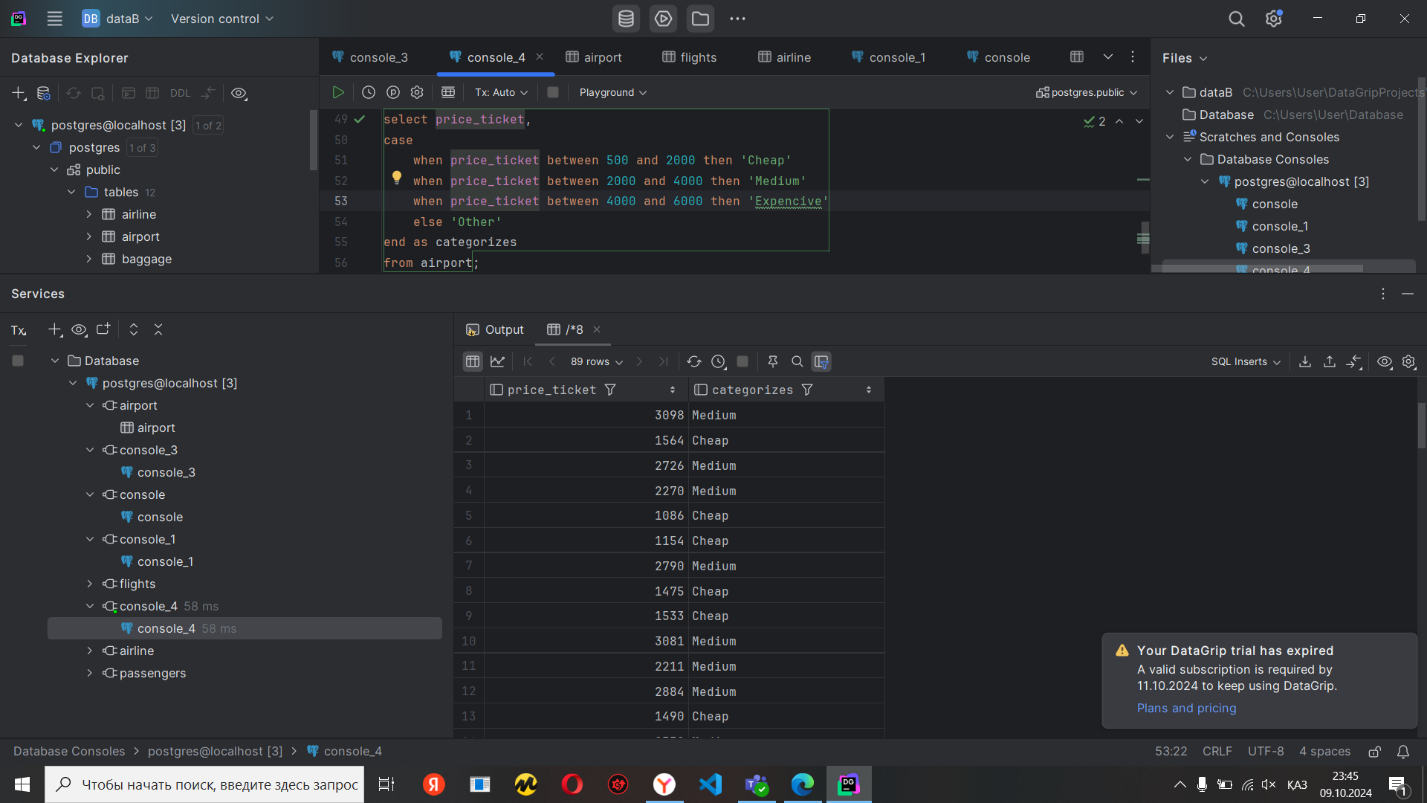 DB dataB Version control
Database Explorer
console_3 console_4 airport flights airline console_1 console
Files
DDL
Tx: Auto Playground postgres.public
postgres@localhost [3] 1 of 2
postgres 1 of 3
public
tables 12
airline
airport
baggage
49 select price_ticket,
50 case
51 when price_ticket between 500 and 2000 then 'Cheap'
52 when price_ticket between 2000 and 4000 then 'Medium'
53 when price_ticket between 4000 and 6000 then 'Expencive'
54 else 'Other'
55 end as categorizes
56 from airport;
2
dataB C:\Users\User\DataGripProjects
Database C:\Users\User\Database
Scratches and Consoles
Database Consoles
postgres@localhost [3]
console
console_1
console_3
console_4
Services
Tx
Database
postgres@localhost [3]
airport
airport
console_3
console_3
console
console
console_1
console_1
flights
console_4 58 ms
console_4 58 ms
airline
passengers
Output /*8
89 rows SQL Inserts
price_ticket categorizes
1 3098 Medium
2 1564 Cheap
3 2726 Medium
4 2270 Medium
5 1086 Cheap
6 1154 Cheap
7 2790 Medium
8 1475 Cheap
9 1533 Cheap
10 3081 Medium
11 2211 Medium
12 2884 Medium
13 1490 Cheap
Your DataGrip trial has expired
A valid subscription is required by
11.10.2024 to keep using DataGrip.
Plans and pricing
Database Consoles > postgres@localhost [3] > console_4
53:22 CRLF UTF-8 4 spaces
Чтобы начать поиск, введите здесь запрос
Я
Y
DG
ҚАЗ
23:45
09.10.2024
1